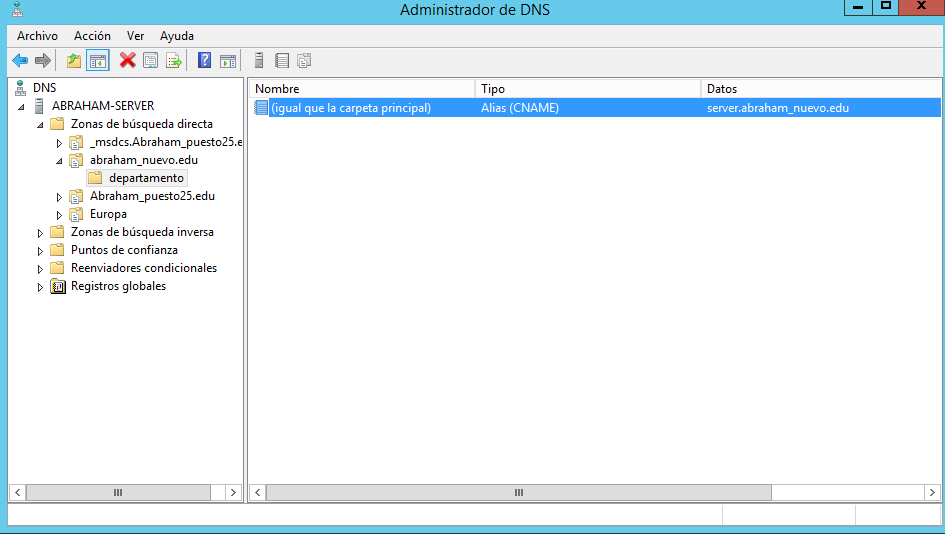 Administrador de DNS
Archivo Acción Ver Ayuda
DNS
ABRAHAM-SERVER
Zonas de búsqueda directa
_msdcs.Abraham_puesto25.e
abraham_nuevo.edu
departamento
Abraham_puesto25.edu
Europa
Zonas de búsqueda inversa
Puntos de confianza
Reenviadores condicionales
Registros globales
Nombre Tipo Datos
(igual que la carpeta principal) Alias (CNAME) server.abraham_nuevo.edu